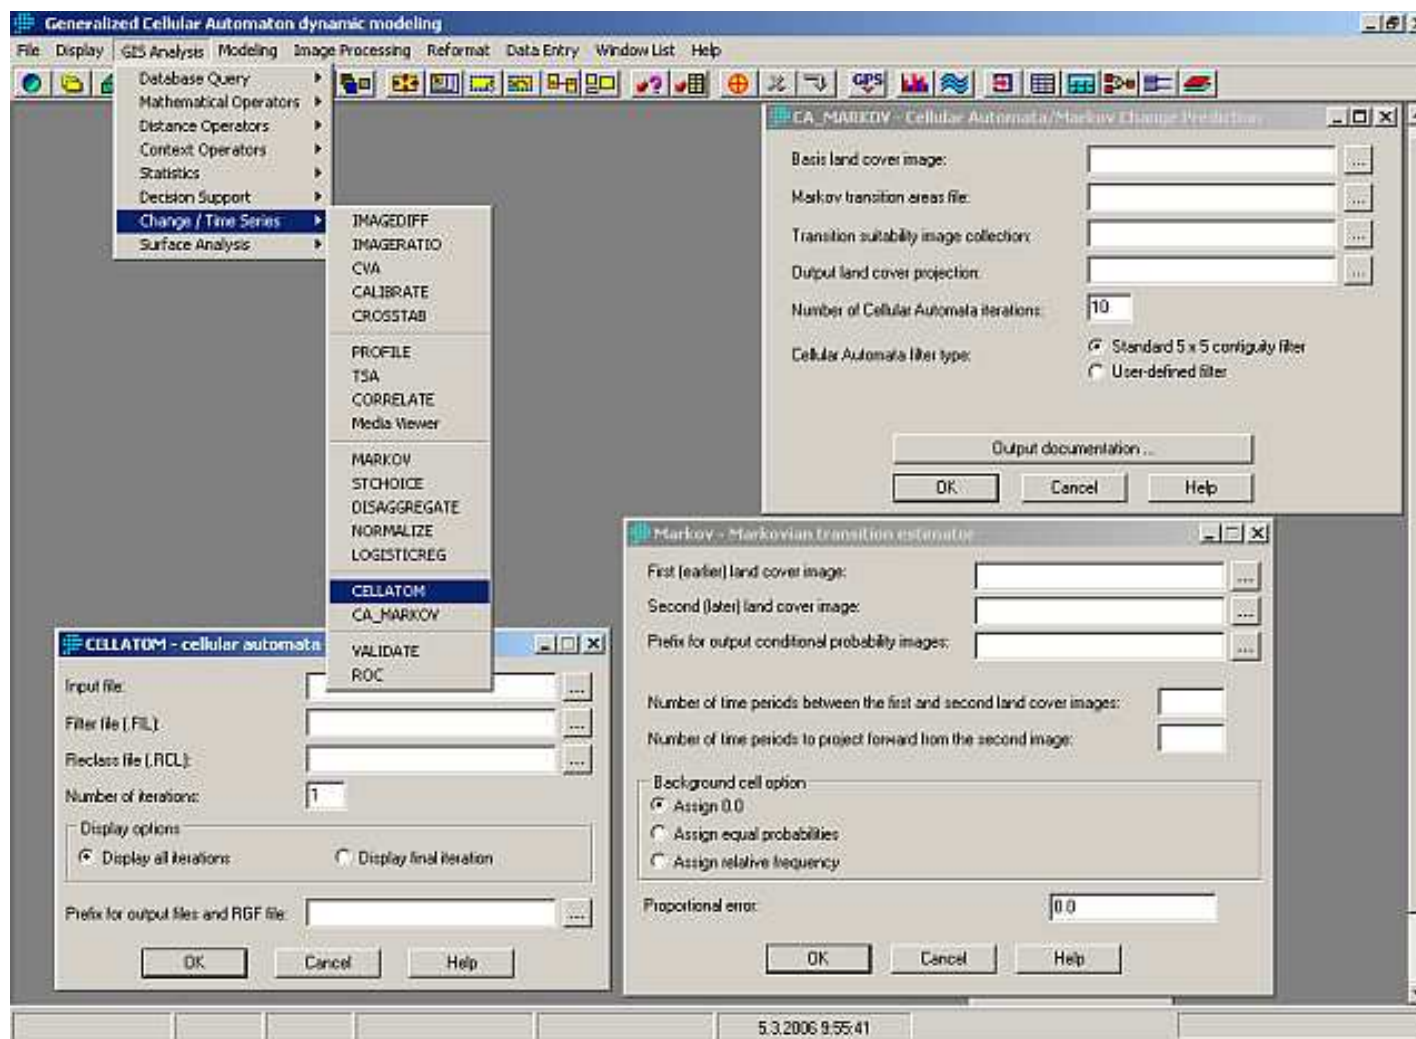 Generalized Cellular Automaton dynamic modeling
File Display GIS Analysis Modeling Image Processing Reformat Data Entry Window List Help
GPS
Database Query
Mathematical Operators
Distance Operators
Context Operators
Statistics
Decision Support
Change / Time Series
Surface Analysis
IMAGEDIFF
IMAGERATIO
CVA
CALIBRATE
CROSSTAB
PROFILE
TSA
CORRELATE
Media Viewer
MARKOV
STCHOICE
DISAGGREGATE
NORMALIZE
LOGISTICREG
CELLATOM
CA_MARKOV
VALIDATE
ROC
CA_MARKOV - Cellular Automata/Markov Change Prediction
Basis land cover image: ...
Markov transition areas file: ...
Transition suitability image collection: ...
Output land cover projection: ...
Number of Cellular Automata iterations: 10
Cellular Automata filter type: Standard 5 x 5 contiguity filter
User-defined filter
Output documentation ...
OK Cancel Help
Markov - Markovian transition estimator
First (earlier) land cover image: ...
Second (later) land cover image: ...
Prefix for output conditional probability images: ...
Number of time periods between the first and second land cover images:
Number of time periods to project forward from the second image:
Background cell option
Assign 0.0
Assign equal probabilities
Assign relative frequency
Proportional error: 0.0
OK Cancel Help
CELLATOM - cellular automata
Input file: ...
Filter file (.FIL): ...
Reclass file (.RCL): ...
Number of iterations: 1
Display options
Display all iterations Display final iteration
Prefix for output files and RGF file: ...
OK Cancel Help
5.3.2006 9:55:41